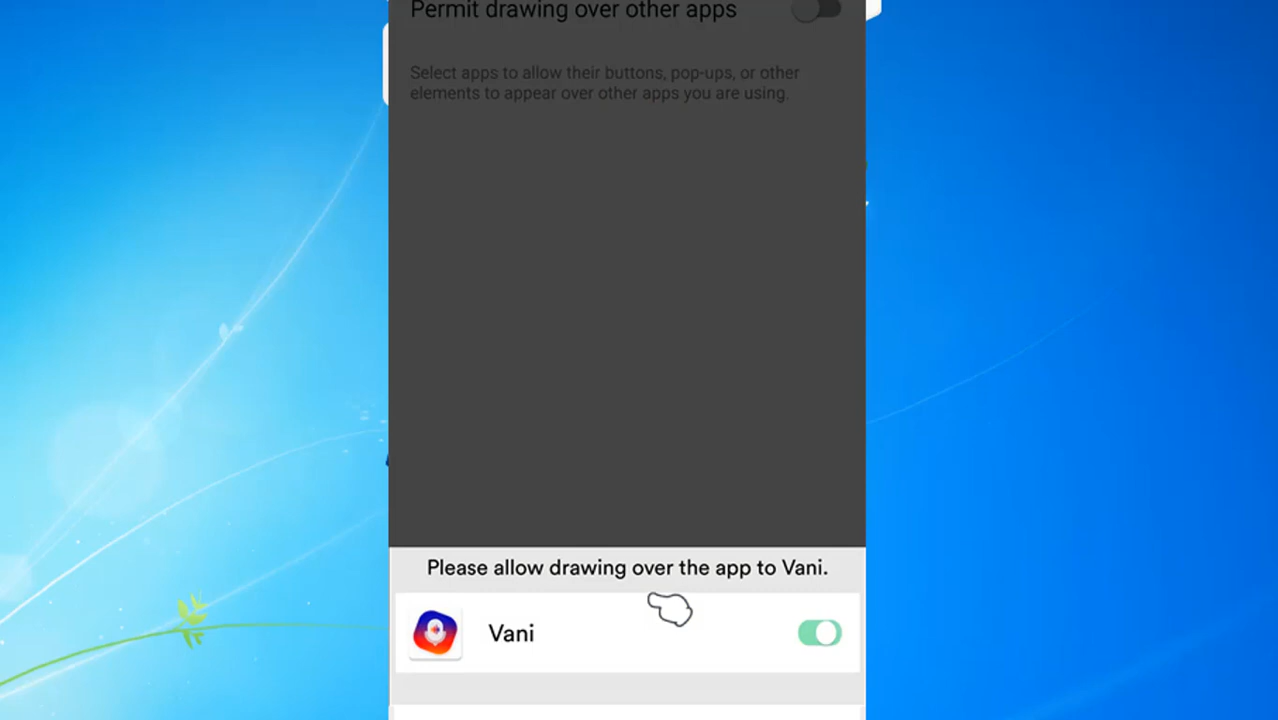 Permit drawing over other apps
Select apps to allow their buttons, pop-ups, or other
elements to appear over other apps you are using.
Please allow drawing over the app to Vani.
Vani